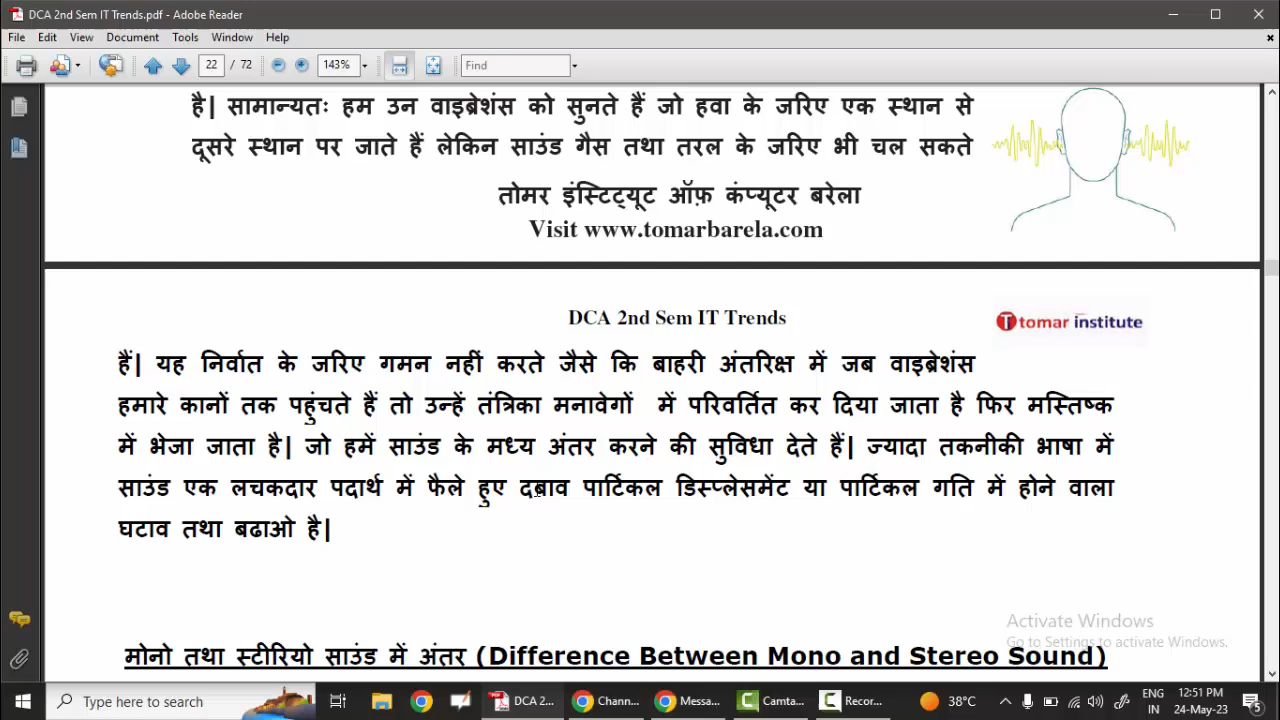 DCA 2nd Sem IT Trends.pdf - Adobe Reader
File Edit View Document Tools Window Help
22 / 72 143% Find
है| सामान्यतः हम उन वाइब्रेशंस को सुनते हैं जो हवा के जरिए एक स्थान से
दूसरे स्थान पर जाते हैं लेकिन साउंड गैस तथा तरल के जरिए भी चल सकते
तोमर इंस्टिट्यूट ऑफ़ कंप्यूटर बरेला
Visit www.tomarbarela.com
DCA 2nd Sem IT Trends
tomar institute
हैं| यह निर्वात के जरिए गमन नहीं करते जैसे कि बाहरी अंतरिक्ष में जब वाइब्रेशंस
हमारे कानों तक पहुंचते हैं तो उन्हें तंत्रिका मनावेगों में परिवर्तित कर दिया जाता है फिर मस्तिष्क
में भेजा जाता है| जो हमें साउंड के मध्य अंतर करने की सुविधा देते हैं| ज्यादा तकनीकी भाषा में
साउंड एक लचकदार पदार्थ में फैले हुए दबाव पार्टिकल डिस्प्लेसमेंट या पार्टिकल गति में होने वाला
घटाव तथा बढाओ है|
Activate Windows
Go to Settings to activate Windows.
मोनो तथा स्टीरियो साउंड में अंतर (Difference Between Mono and Stereo Sound)
Type here to search DCA 2... Chann... Messa... Camta... Recor... 38°C ENG 12:51 PM
IN 24-May-23 5